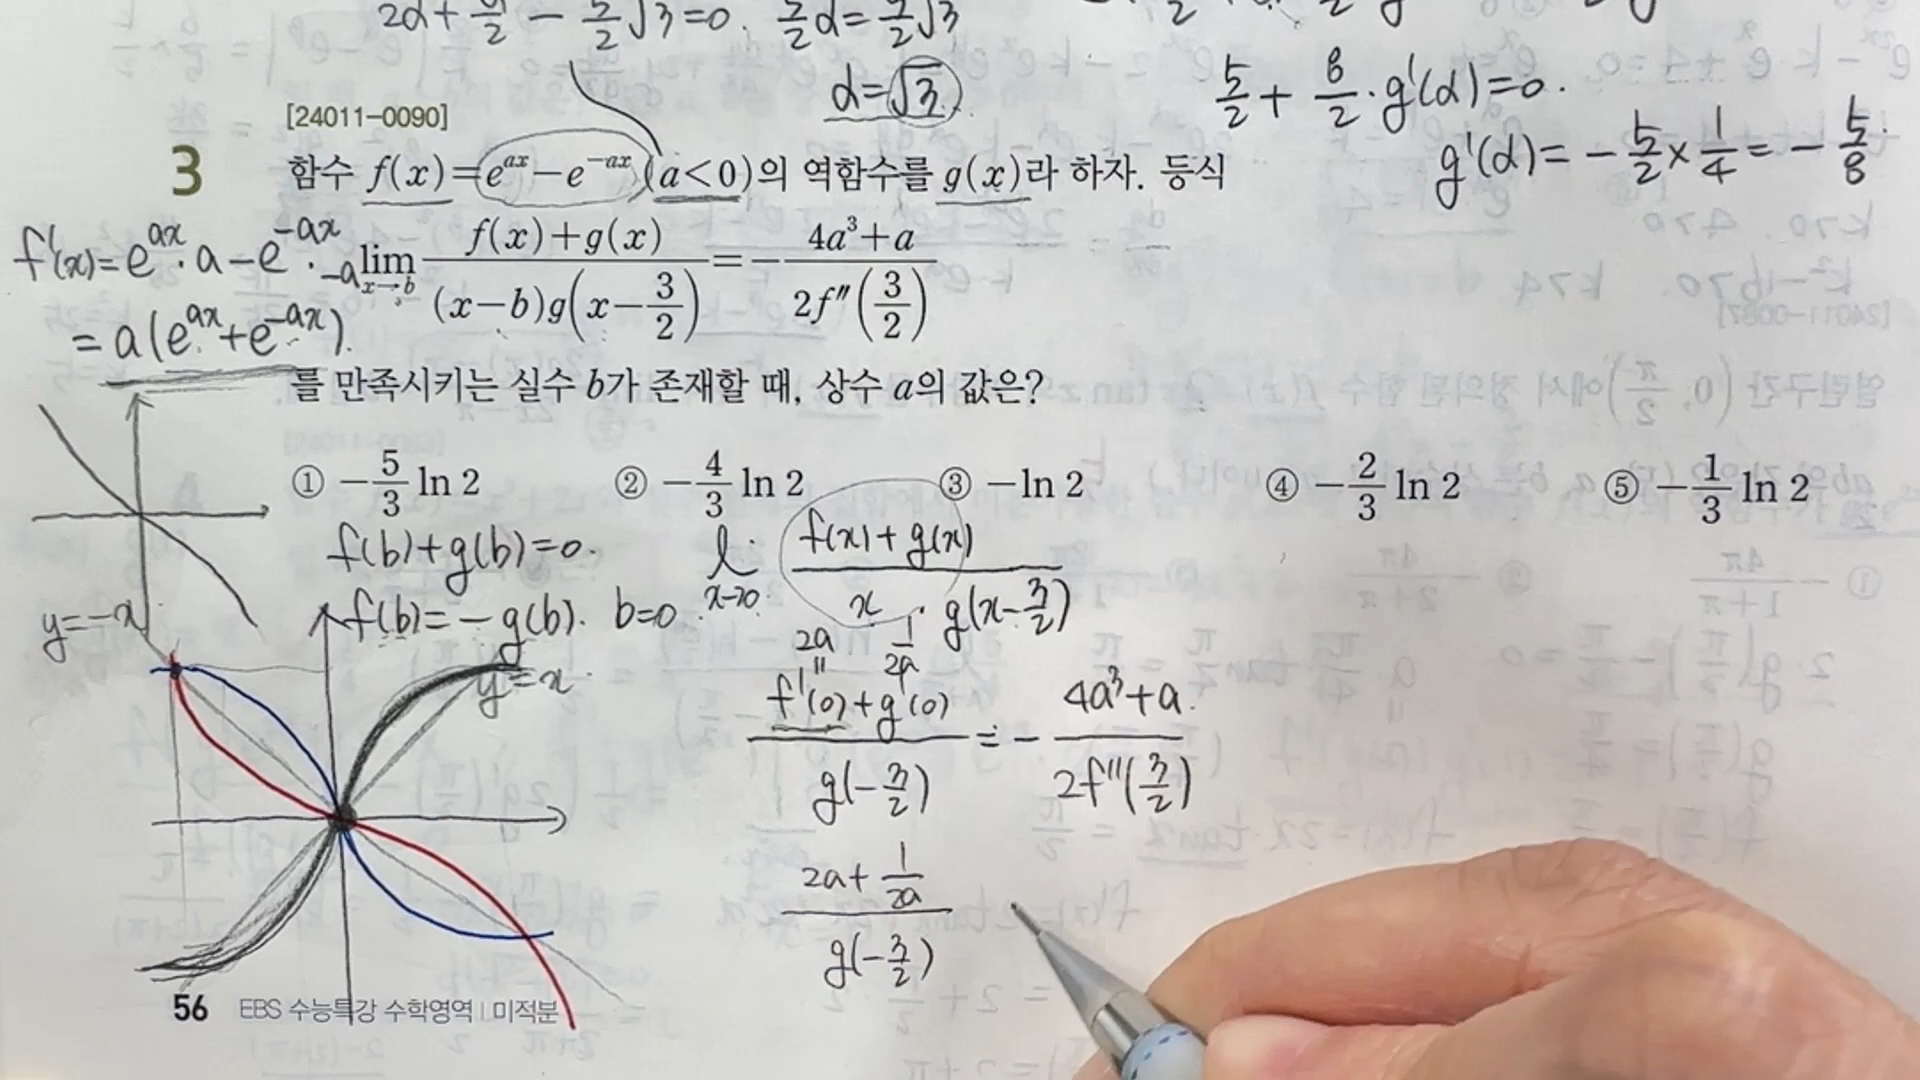 2α + α/2 - 5/2 √3 = 0. 5/2 α = 5/2 √3
α = √3.
5/2 + 8/2 · g'(α) = 0.
g'(α) = - 5/2 × 1/4 = - 5/8.
[24011-0090]
3 함수 f(x)=e^{ax}-e^{-ax} (a<0)의 역함수를 g(x)라 하자. 등식
lim_{x→b} (f(x)+g(x)) / ((x-b)g(x-3/2)) = - (4a³+a) / (2f''(3/2))
f'(x) = e^{ax} · a - e^{-ax} · -a
= a(e^{ax} + e^{-ax}).
를 만족시키는 실수 b가 존재할 때, 상수 a의 값은?
① -5/3 ln 2 ② -4/3 ln 2 ③ -ln 2 ④ -2/3 ln 2 ⑤ -1/3 ln 2
f(b)+g(b)=0.
f(b)=-g(b). b=0
l x→0 (f(x)+g(x)) / (x · g(x-3/2))
y=-x
y=x.
2a 1/2a
" "
(f'(0)+g'(0)) / g(-3/2) = - (4a³+a) / (2f''(3/2))
(2a + 1/2a) / g(-3/2)
56 EBS 수능특강 수학영역 | 미적분